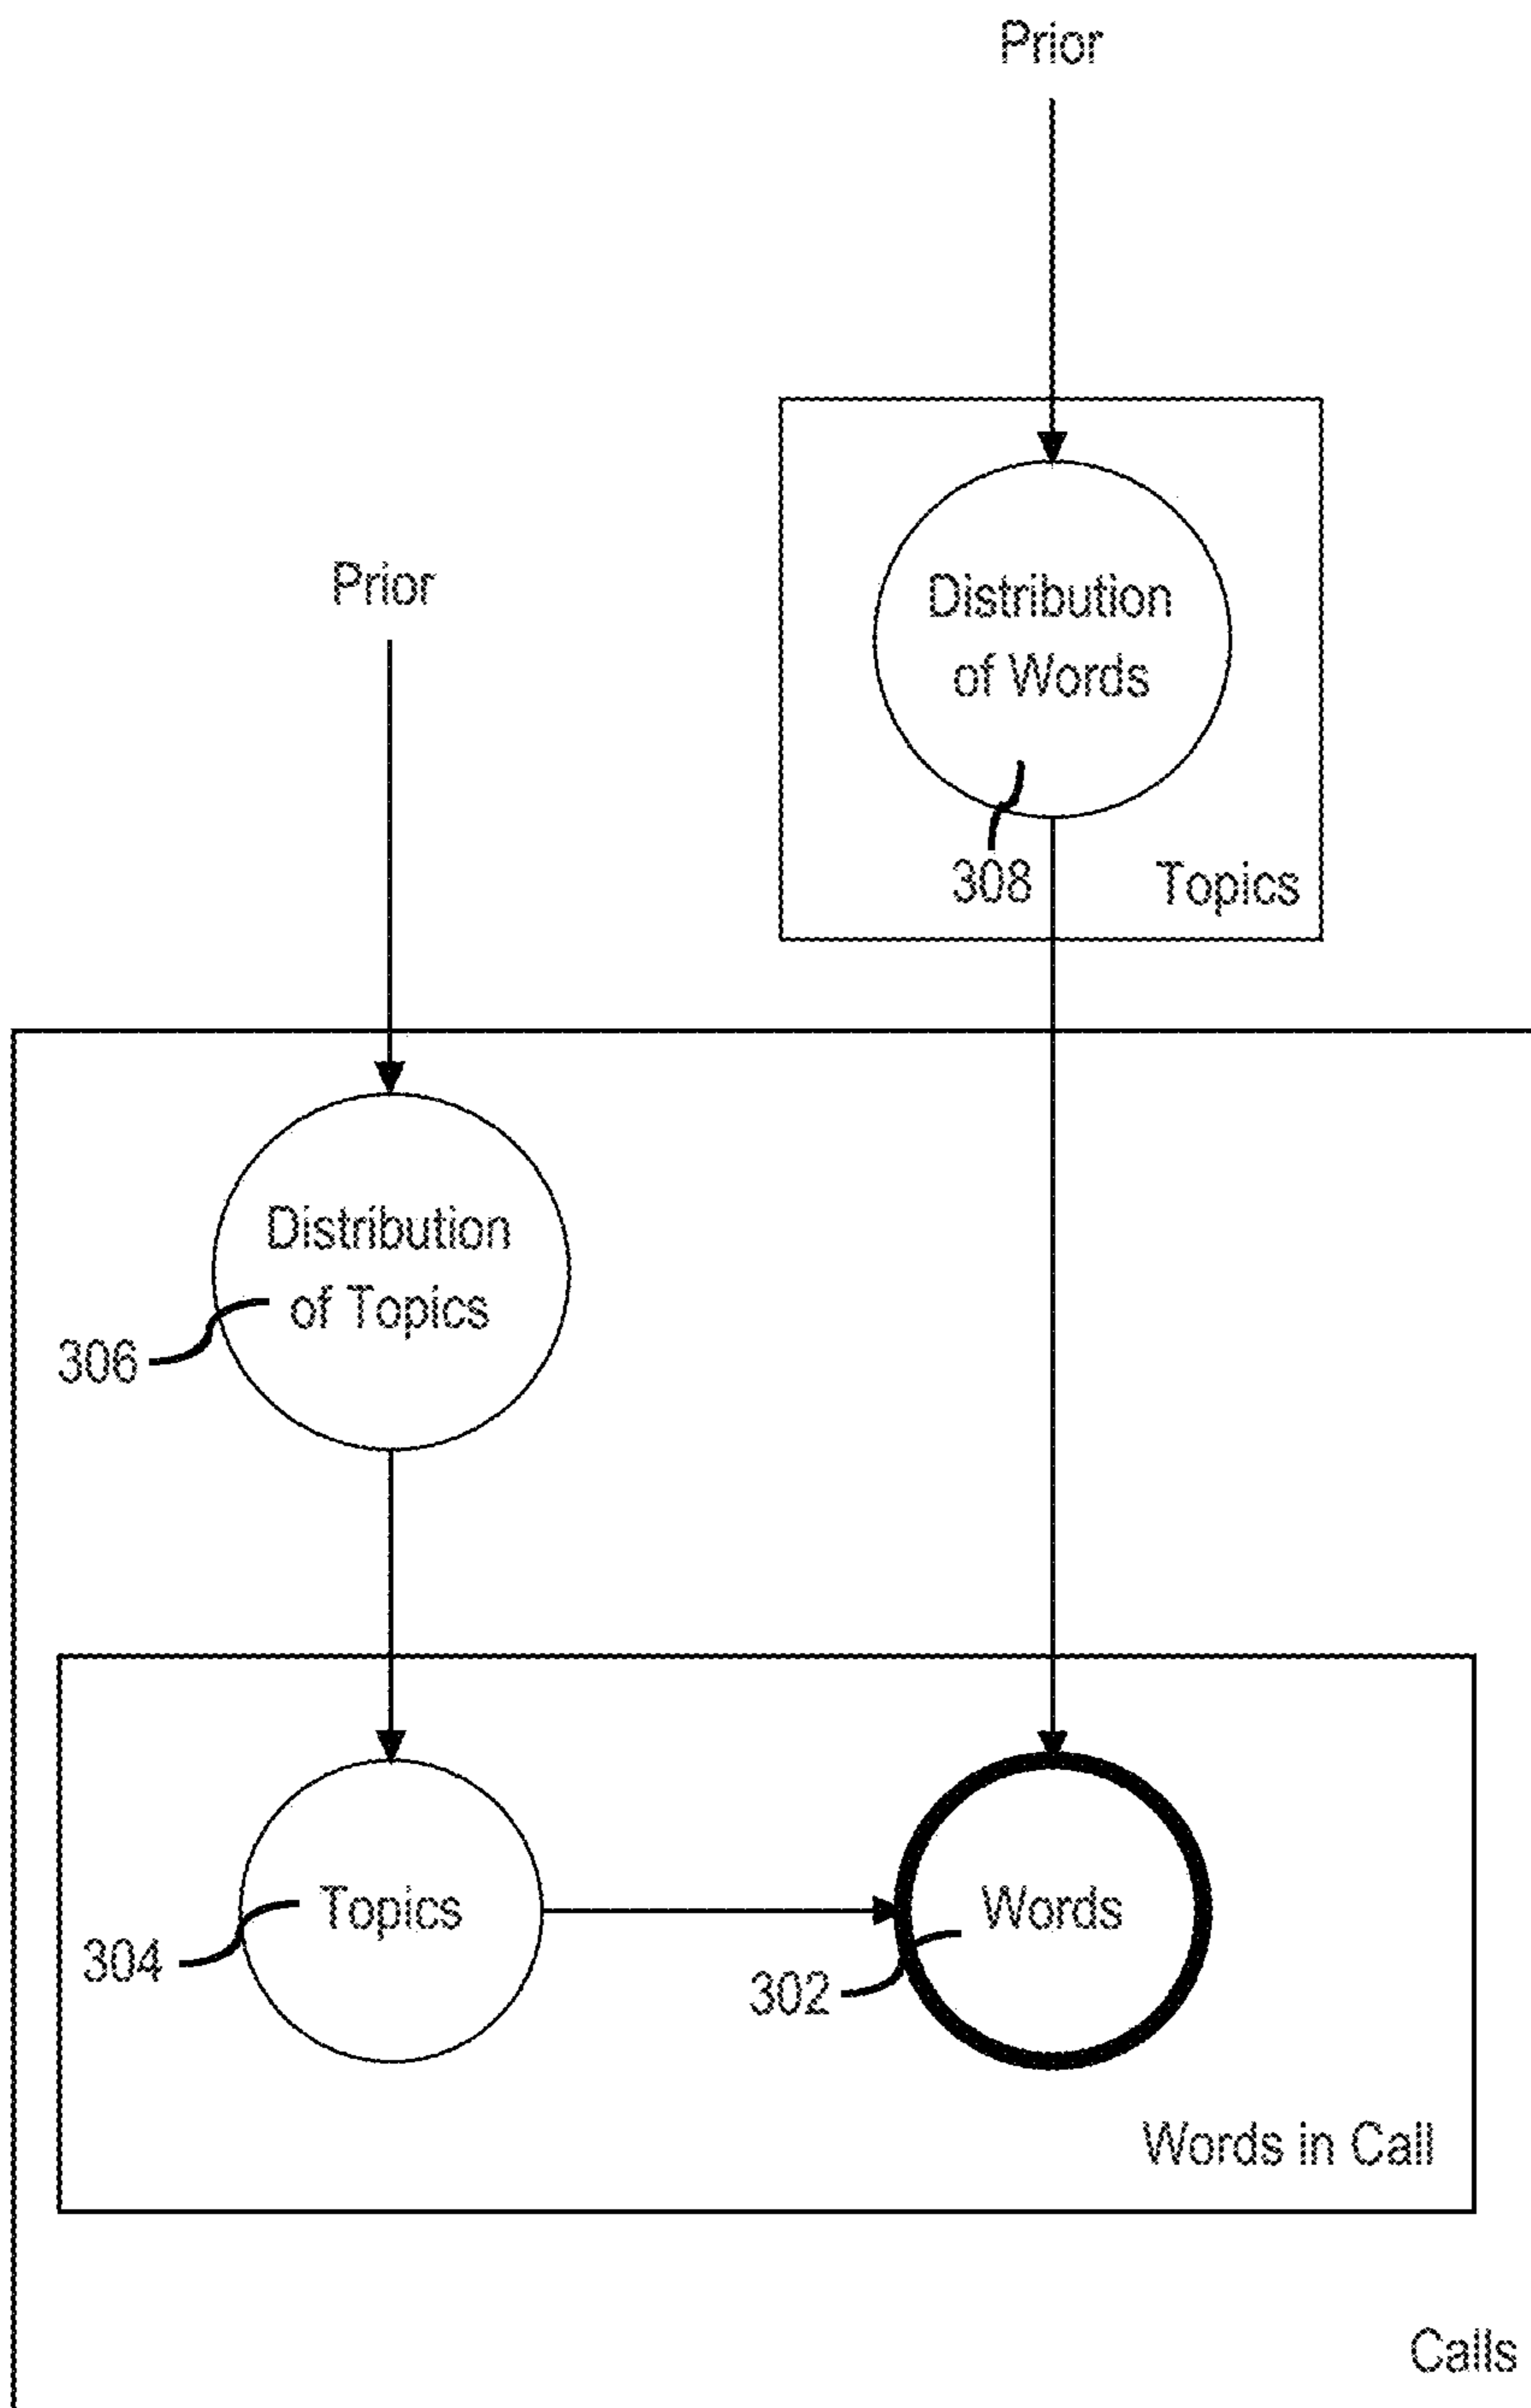 Prior
Prior
Distribution
of Words
308
Topics
Distribution
of Topics
306
Topics
304
Words
302
Words in Call
Calls